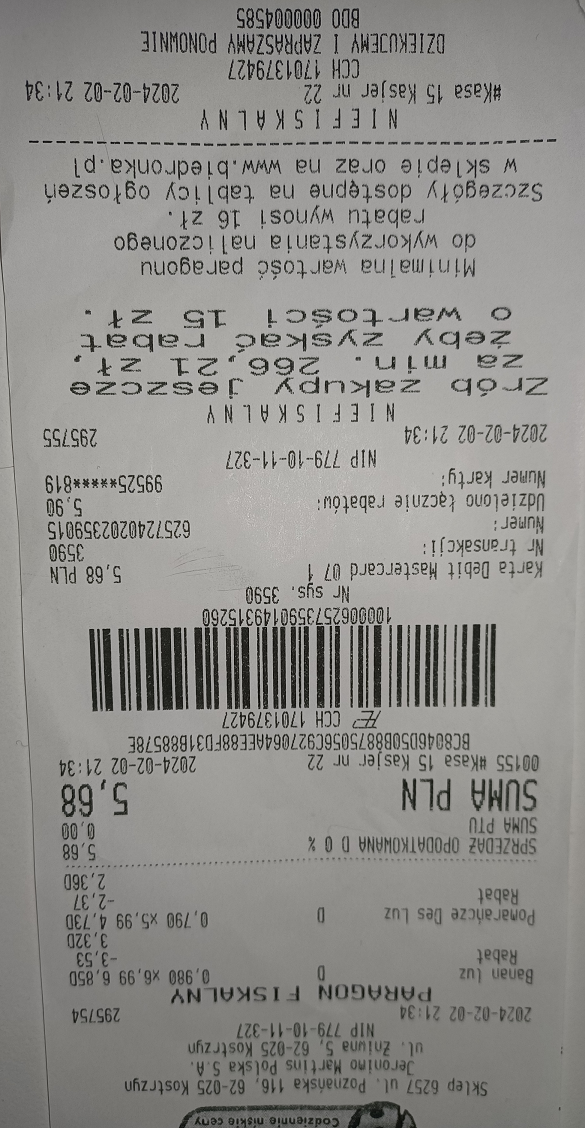 Codziennie niskie ceny
Sklep 6257 ul. Poznańska 116, 62-025 Kostrzyn
Jeronimo Martins Polska S.A.
ul. Żniwna 5, 62-025 Kostrzyn
NIP 779-10-11-327
2024-02-02 21:34 295754
PARAGON FISKALNY
Banan luz D 0,980 x6,99 6,85D
Rabat -3,53
3,32D
Pomarańcze Des Luz D 0,790 x5,99 4,73D
Rabat -2,37
2,36D
SPRZEDAŻ OPODATKOWANA D 0 % 5,68
SUMA PTU 0,00
SUMA PLN 5,68
00155 #Kasa 15 Kasjer nr 22 2024-02-02 21:34
BC8046D50B8875056C927064AAE88FD31B8B578E
CCH 1701379427
1000062573590149315260
Nr sys. 3590
Karta Debit Mastercard 07 1 5,68 PLN
Nr transakcji: 3590
Numer: 6257240202359015
Udzielono łącznie rabatów: 5,90
Numer karty: 99525******819
NIP 779-10-11-327
2024-02-02 21:34 295755
NIEFISKALNY
Zrób zakupy jeszcze
za min. 266,21 zł,
żeby zyskać rabat
o wartości 15 zł.
Minimalna wartość paragonu
do wykorzystania naliczonego
rabatu wynosi 16 zł.
Szczegóły dostępne na tablicy ogłoszeń
w sklepie oraz na www.biedronka.pl
NIEFISKALNY
#Kasa 15 Kasjer nr 22 2024-02-02 21:34
CCH 1701379427
DZIĘKUJEMY I ZAPRASZAMY PONOWNIE
BDO 000004585